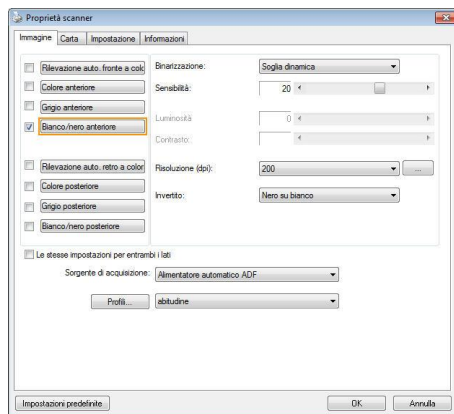 Proprietà scanner
Immagine Carta Impostazione Informazioni
Rilevazione auto. fronte a colo
Colore anteriore
Grigio anteriore
Bianco/nero anteriore
Rilevazione auto. retro a color
Colore posteriore
Grigio posteriore
Bianco/nero posteriore
Binarizzazione: Soglia dinamica
Sensibilità: 20
Luminosità 0
Contrasto:
Risoluzione (dpi): 200 ...
Invertito: Nero su bianco
Le stesse impostazioni per entrambi i lati
Sorgente di acquisizione: Alimentatore automatico ADF
Profili... abitudine
Impostazioni predefinite OK Annulla